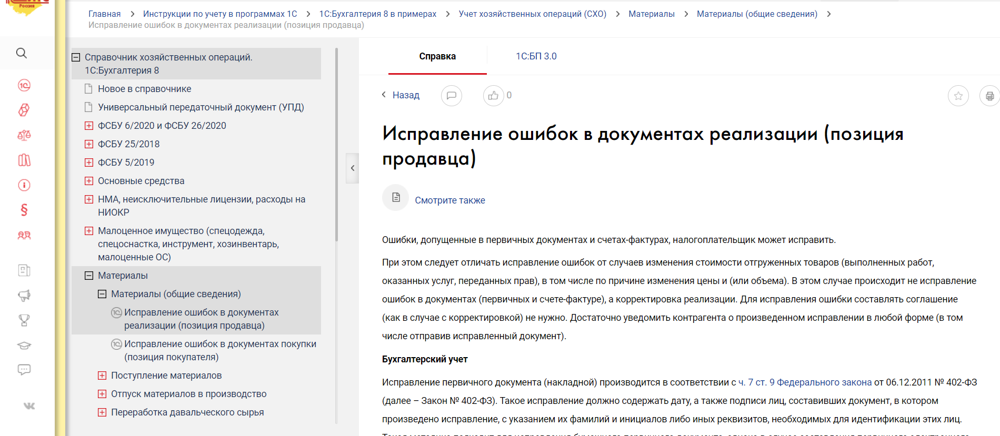 Россия
Главная > Инструкции по учету в программах 1С > 1С:Бухгалтерия 8 в примерах > Учет хозяйственных операций (СХО) > Материалы > Материалы (общие сведения) >
Исправление ошибок в документах реализации (позиция продавца)
Справочник хозяйственных операций.
1С:Бухгалтерия 8
Новое в справочнике
Универсальный передаточный документ (УПД)
ФСБУ 6/2020 и ФСБУ 26/2020
ФСБУ 25/2018
ФСБУ 5/2019
Основные средства
НМА, неисключительные лицензии, расходы на
НИОКР
Малоценное имущество (спецодежда,
спецоснастка, инструмент, хозинвентарь,
малоценные ОС)
Материалы
Материалы (общие сведения)
Исправление ошибок в документах
реализации (позиция продавца)
Исправление ошибок в документах покупки
(позиция покупателя)
Поступление материалов
Отпуск материалов в производство
Переработка давальческого сырья
Справка
1С:БП 3.0
Назад
0
Исправление ошибок в документах реализации (позиция
продавца)
Смотрите также
Ошибки, допущенные в первичных документах и счетах-фактурах, налогоплательщик может исправить.
При этом следует отличать исправление ошибок от случаев изменения стоимости отгруженных товаров (выполненных работ,
оказанных услуг, переданных прав), в том числе по причине изменения цены и (или объема). В этом случае происходит не исправление
ошибок в документах (первичных и счете-фактуре), а корректировка реализации. Для исправления ошибки составлять соглашение
(как в случае с корректировкой) не нужно. Достаточно уведомить контрагента о произведенном исправлении в любой форме (в том
числе отправив исправленный документ).
Бухгалтерский учет
Исправление первичного документа (накладной) производится в соответствии с ч. 7 ст. 9 Федерального закона от 06.12.2011 № 402-ФЗ
(далее – Закон № 402-ФЗ). Такое исправление должно содержать дату, а также подписи лиц, составивших документ, в котором
произведено исправление, с указанием их фамилий и инициалов либо иных реквизитов, необходимых для идентификации этих лиц.